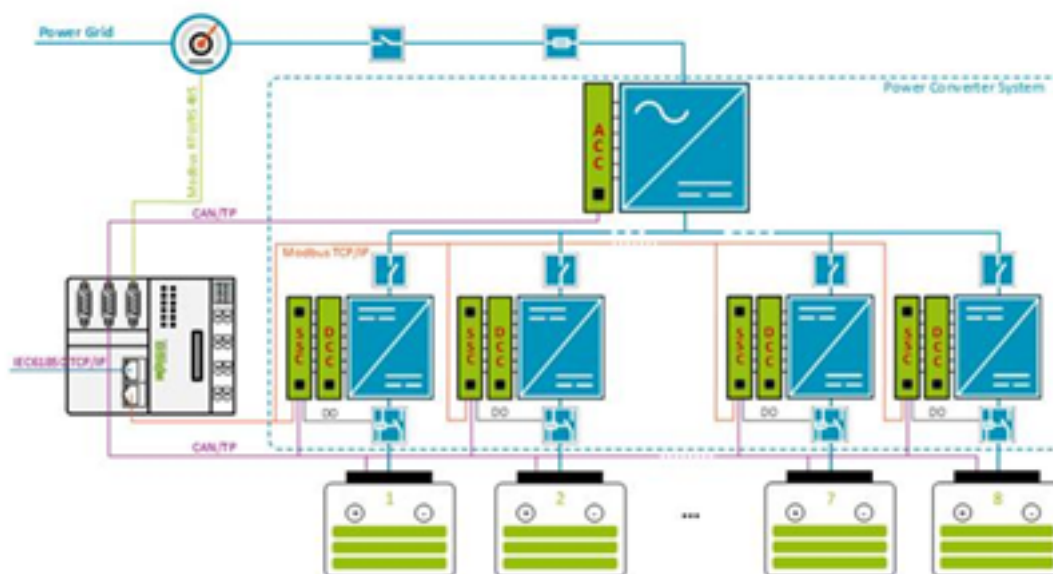 Power Grid
Power Converter System
Modbus RTU/RS-485
ACC
CAN/TP
Modbus TCP/IP
SSC
DCC
SSC
DCC
SSC
DCC
SSC
DCC
IEC61850 TCP/IP
DO
DO
DO
DO
CAN/TP
1
2
...
7
8